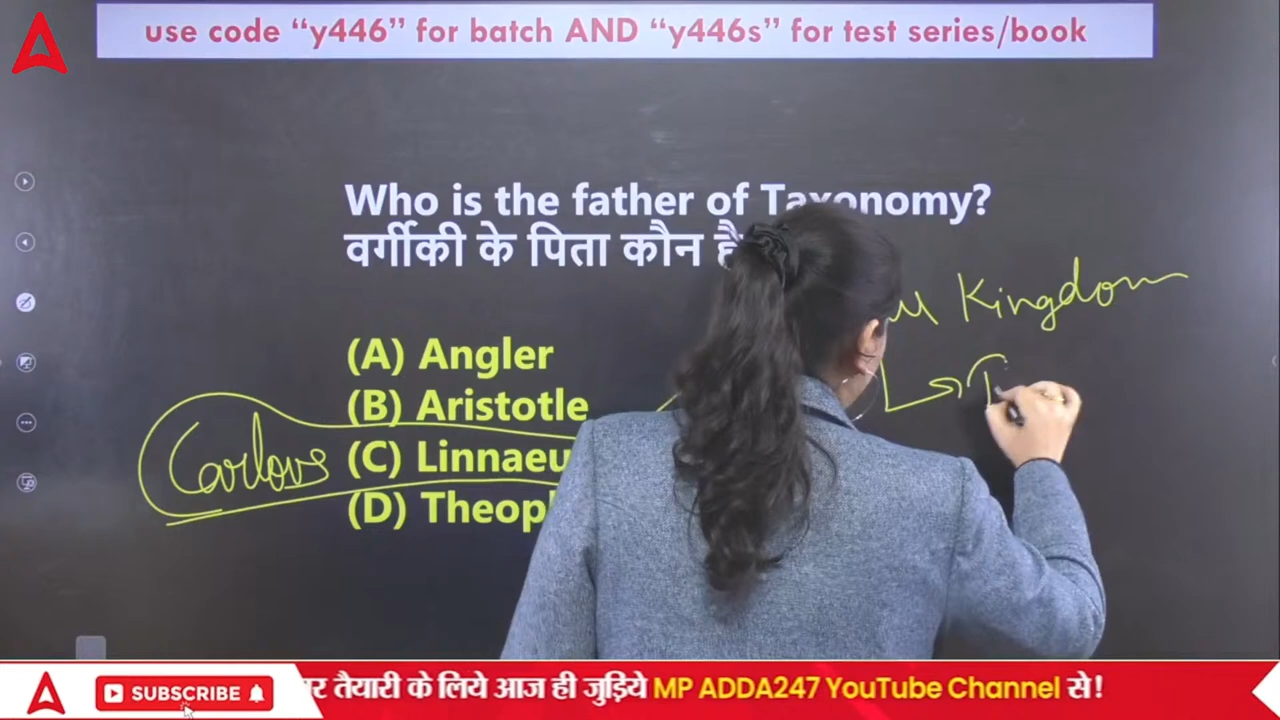 use code “y446” for batch AND “y446s” for test series/book
Who is the father of Taxonomy?
वर्गीकी के पिता कौन है
Kingdom
(A) Angler
(B) Aristotle
Carlous (C) Linnaeu
(D) Theop
SUBSCRIBE
तैयारी के लिये आज ही जुड़िये MP ADDA247 YouTube Channel से!